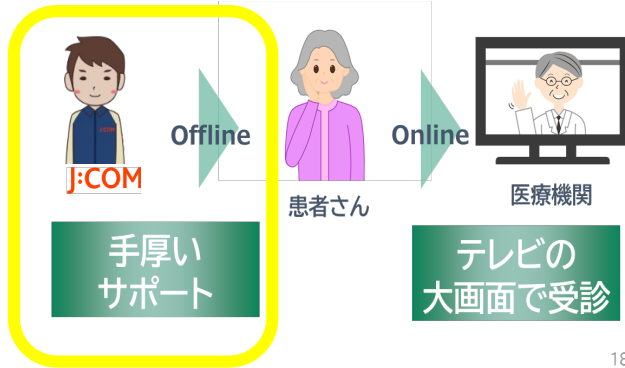 Offline
Online
J:COM
患者さん
医療機関
手厚い
サポート
テレビの
大画面で受診
18